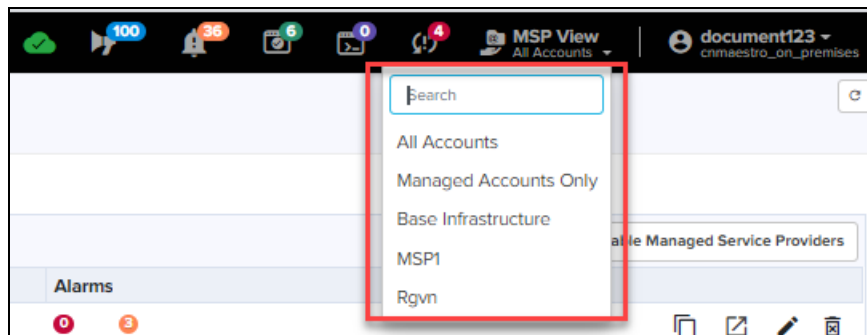 100
36
6
0
4
MSP View
All Accounts
document123
cnmaestro_on_premises
Search
All Accounts
Managed Accounts Only
Base Infrastructure
MSP1
Rgvn
Managed Service Providers
Alarms
0
3